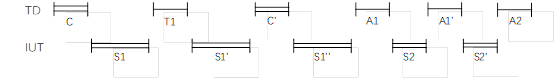 TD C T1 C' A1 A1' A2
IUT S1' S1' S1'' S2 S2'